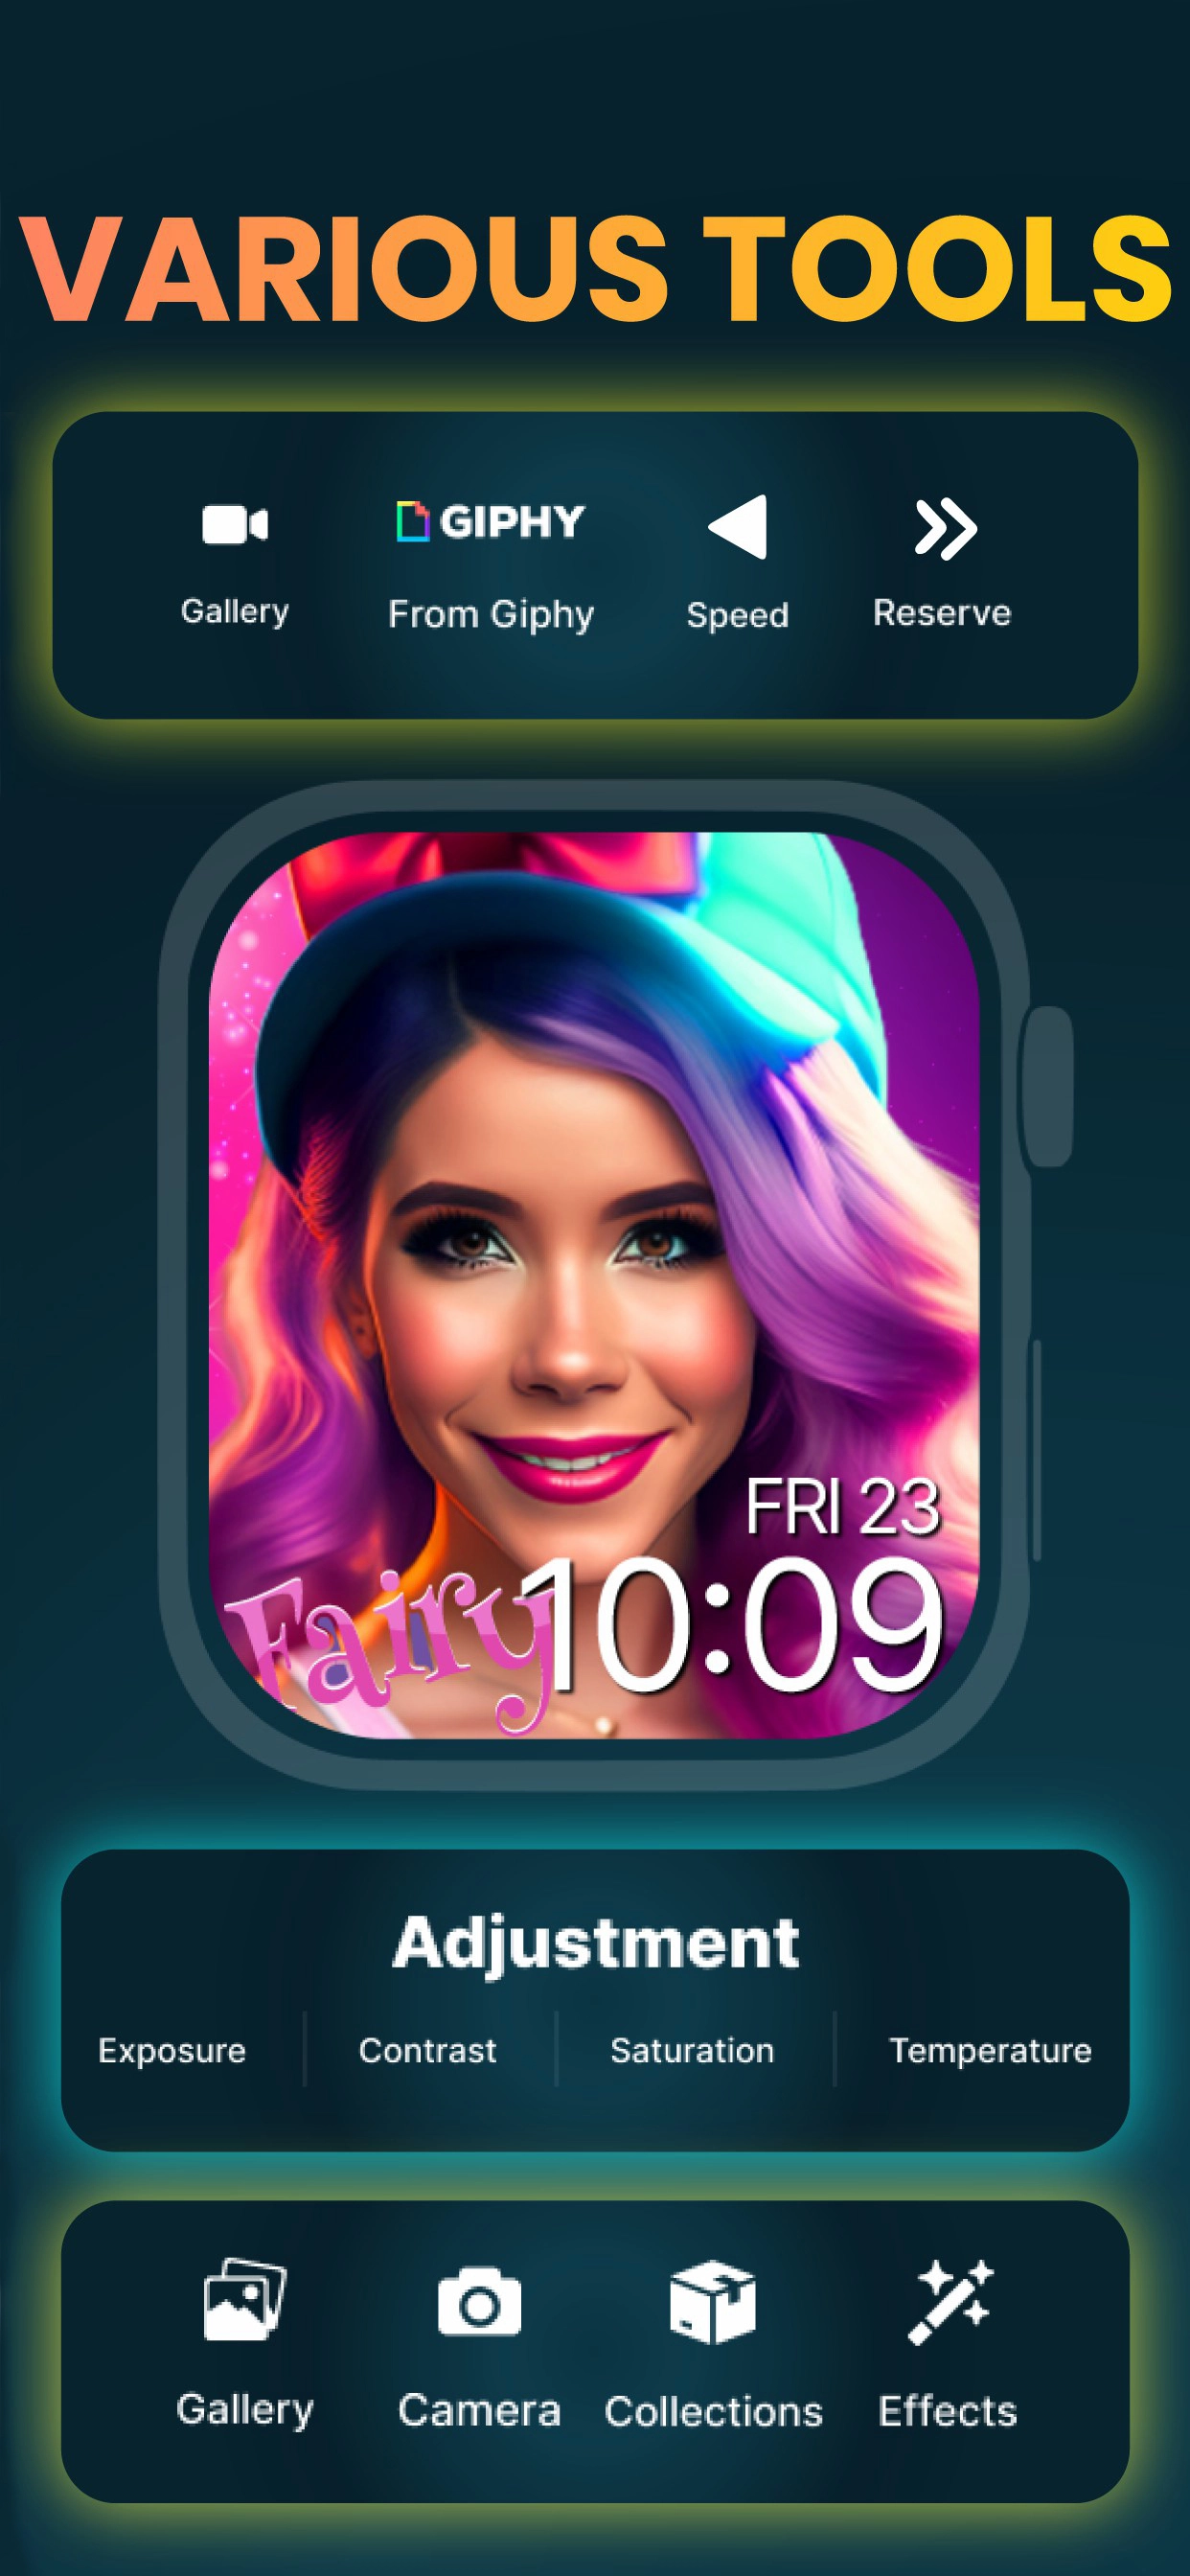 VARIOUS TOOLS
GIPHY
Gallery From Giphy Speed Reserve
FRI 23
10:09
Fairy
Adjustment
Exposure Contrast Saturation Temperature
Gallery Camera Collections Effects